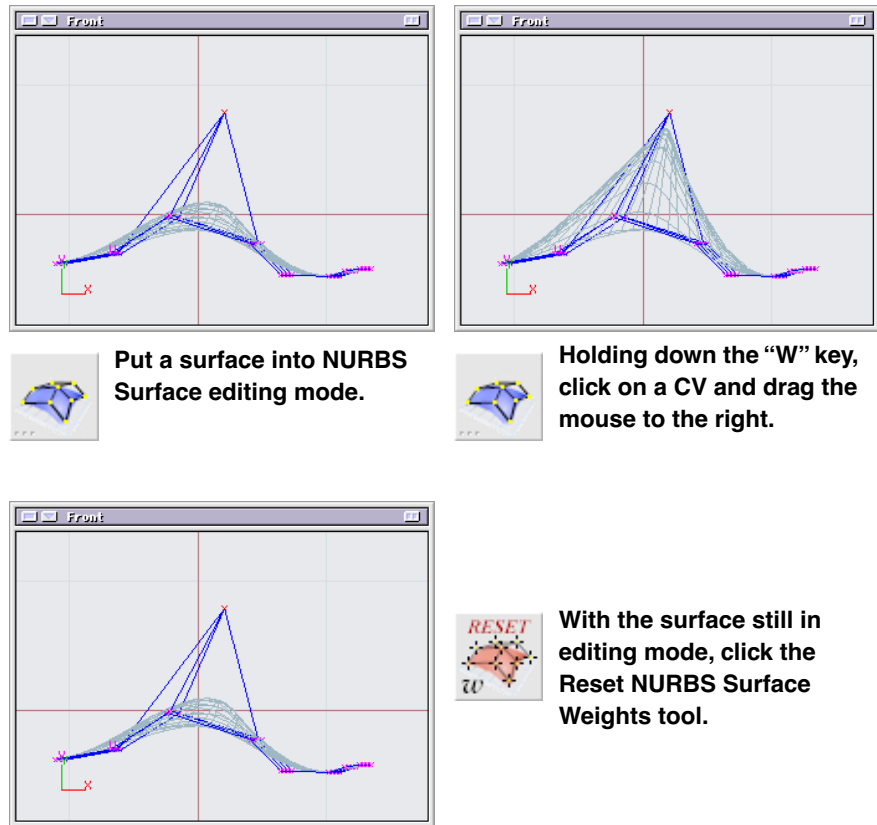 Front
Front
Y
X
Y
X
Put a surface into NURBS
Surface editing mode.
Holding down the “W” key,
click on a CV and drag the
mouse to the right.
Front
Y
X
RESET
w
With the surface still in
editing mode, click the
Reset NURBS Surface
Weights tool.